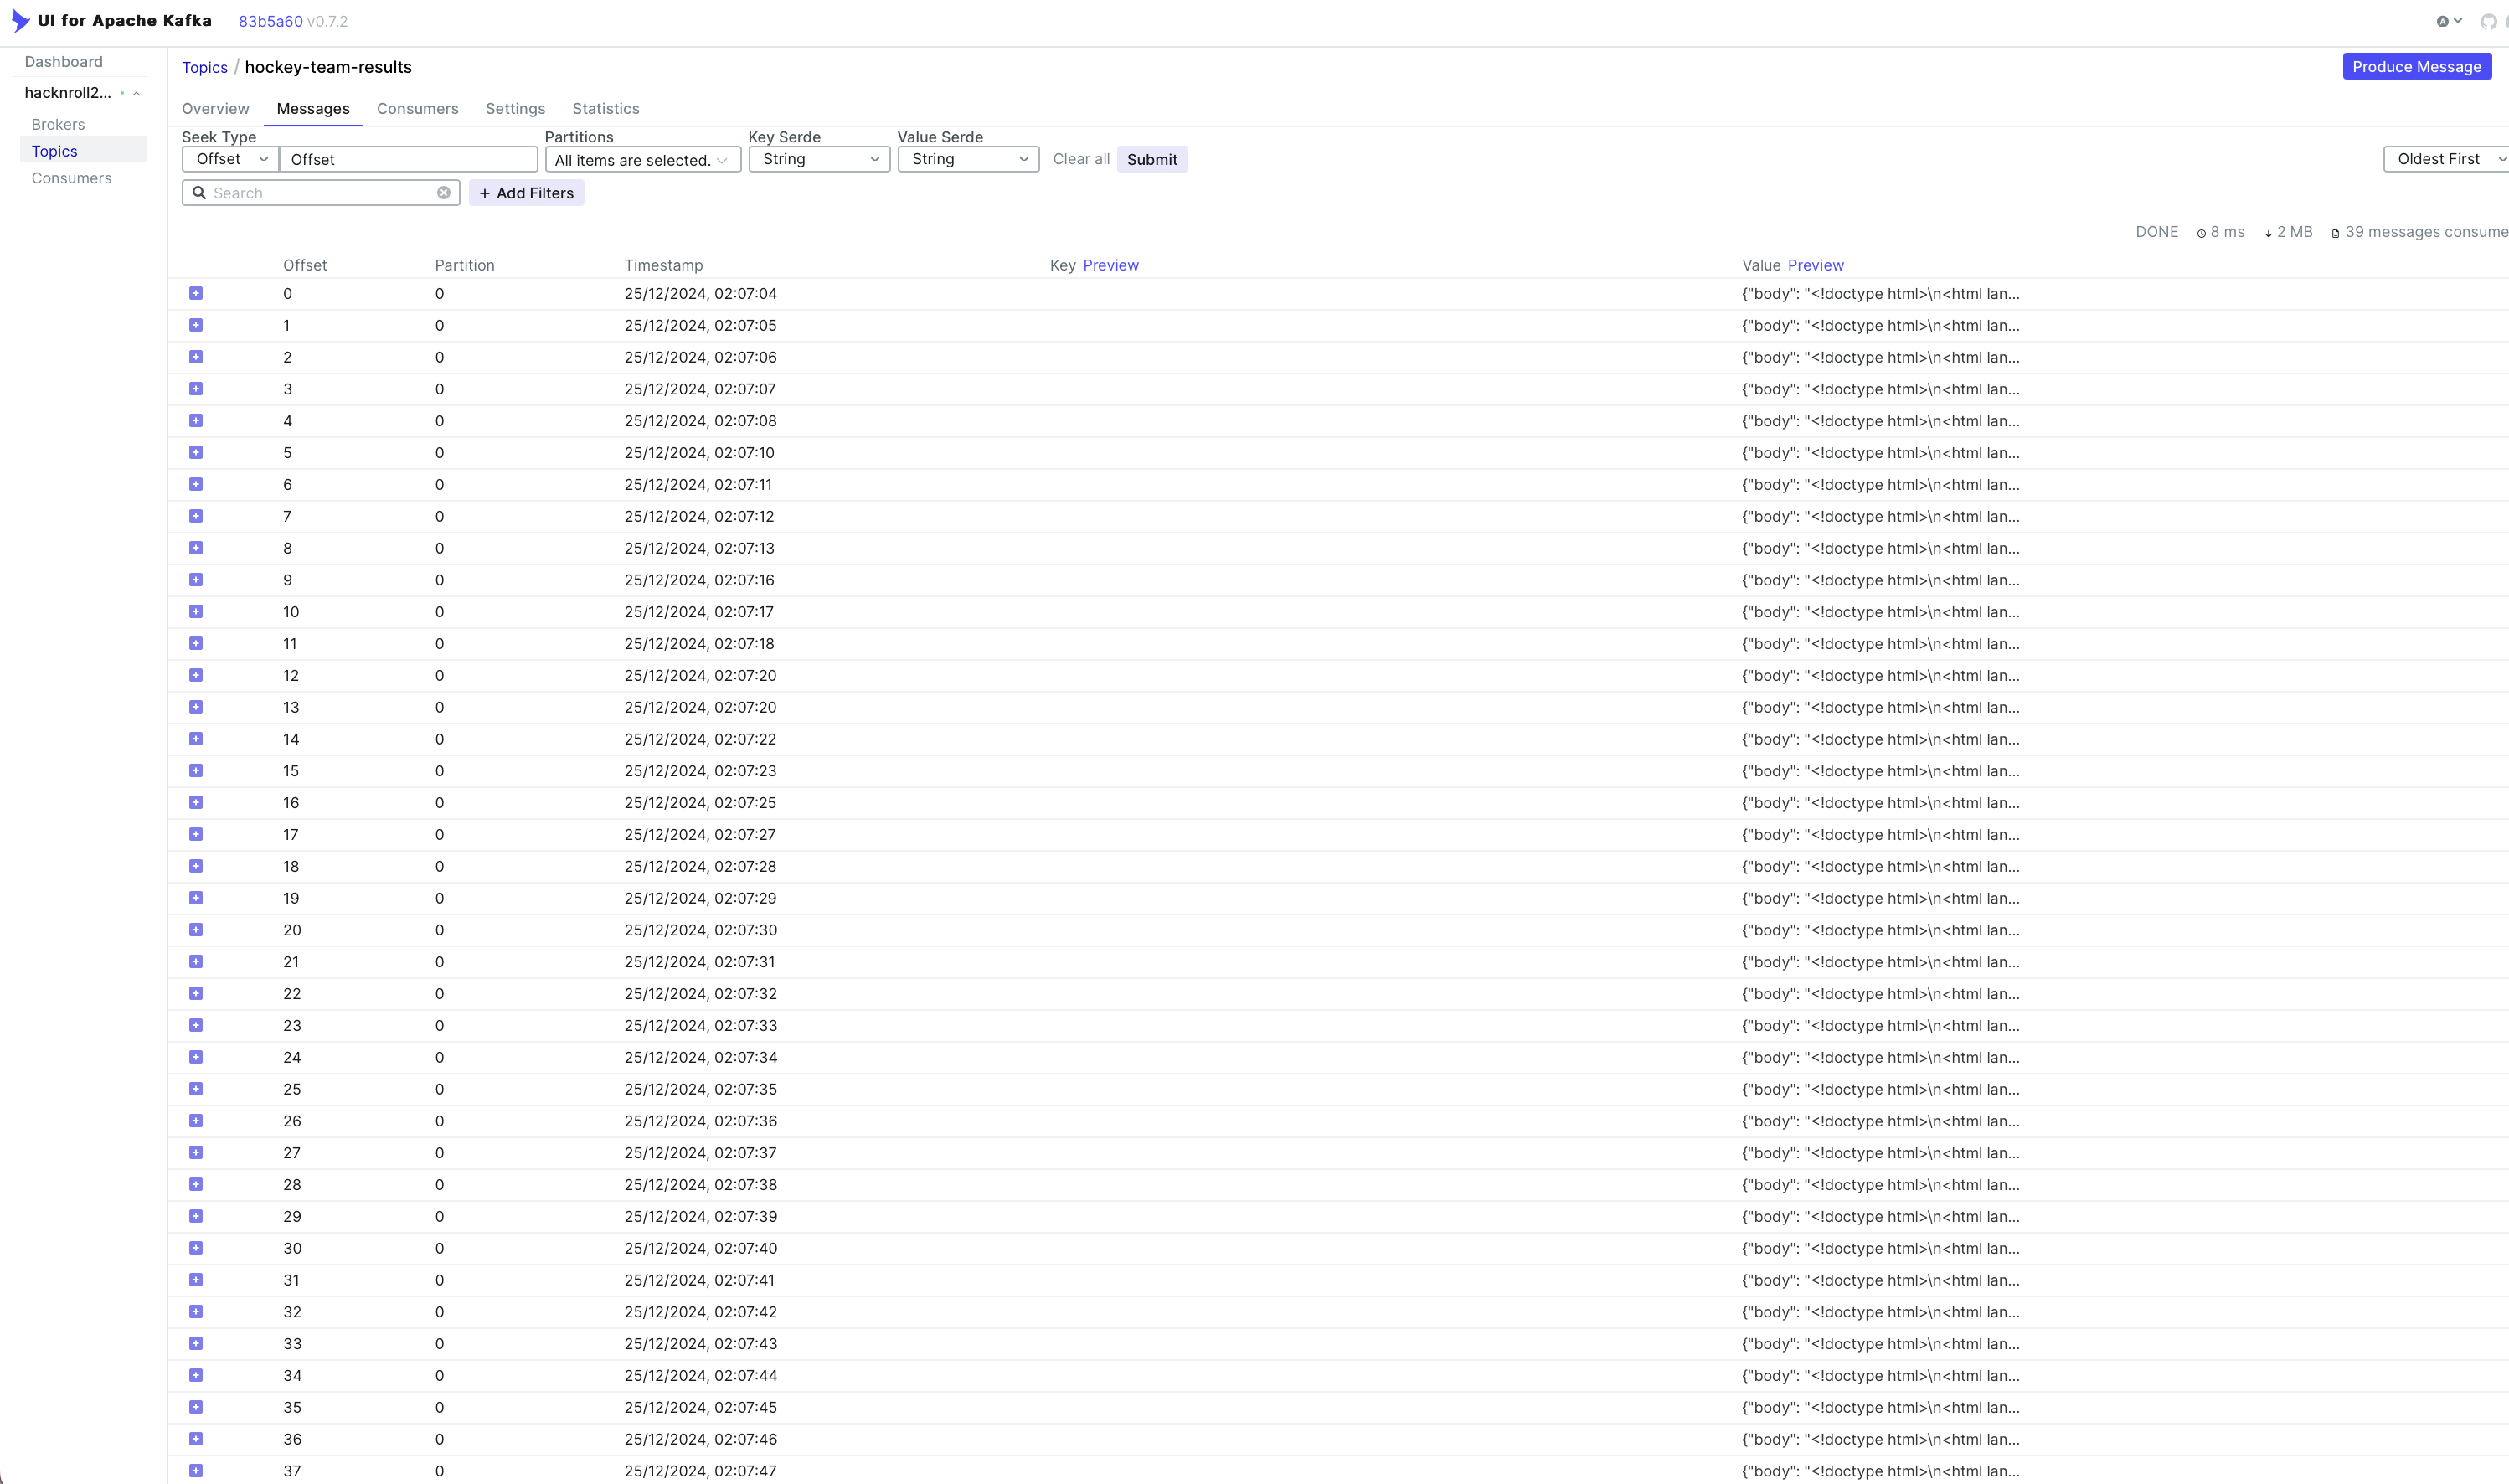 UI for Apache Kafka 83b5a60 v0.7.2
Dashboard
hacknroll2...
Brokers
Topics
Consumers
Topics / hockey-team-results
Produce Message
Overview Messages Consumers Settings Statistics
Seek Type Partitions Key Serde Value Serde
Offset Offset All items are selected. String String Clear all Submit Oldest First
Search + Add Filters
DONE 8 ms 2 MB 39 messages consume
Offset Partition Timestamp Key Preview Value Preview
0 0 25/12/2024, 02:07:04 {"body": "<!doctype html>\n<html lan...
1 0 25/12/2024, 02:07:05 {"body": "<!doctype html>\n<html lan...
2 0 25/12/2024, 02:07:06 {"body": "<!doctype html>\n<html lan...
3 0 25/12/2024, 02:07:07 {"body": "<!doctype html>\n<html lan...
4 0 25/12/2024, 02:07:08 {"body": "<!doctype html>\n<html lan...
5 0 25/12/2024, 02:07:10 {"body": "<!doctype html>\n<html lan...
6 0 25/12/2024, 02:07:11 {"body": "<!doctype html>\n<html lan...
7 0 25/12/2024, 02:07:12 {"body": "<!doctype html>\n<html lan...
8 0 25/12/2024, 02:07:13 {"body": "<!doctype html>\n<html lan...
9 0 25/12/2024, 02:07:16 {"body": "<!doctype html>\n<html lan...
10 0 25/12/2024, 02:07:17 {"body": "<!doctype html>\n<html lan...
11 0 25/12/2024, 02:07:18 {"body": "<!doctype html>\n<html lan...
12 0 25/12/2024, 02:07:20 {"body": "<!doctype html>\n<html lan...
13 0 25/12/2024, 02:07:20 {"body": "<!doctype html>\n<html lan...
14 0 25/12/2024, 02:07:22 {"body": "<!doctype html>\n<html lan...
15 0 25/12/2024, 02:07:23 {"body": "<!doctype html>\n<html lan...
16 0 25/12/2024, 02:07:25 {"body": "<!doctype html>\n<html lan...
17 0 25/12/2024, 02:07:27 {"body": "<!doctype html>\n<html lan...
18 0 25/12/2024, 02:07:28 {"body": "<!doctype html>\n<html lan...
19 0 25/12/2024, 02:07:29 {"body": "<!doctype html>\n<html lan...
20 0 25/12/2024, 02:07:30 {"body": "<!doctype html>\n<html lan...
21 0 25/12/2024, 02:07:31 {"body": "<!doctype html>\n<html lan...
22 0 25/12/2024, 02:07:32 {"body": "<!doctype html>\n<html lan...
23 0 25/12/2024, 02:07:33 {"body": "<!doctype html>\n<html lan...
24 0 25/12/2024, 02:07:34 {"body": "<!doctype html>\n<html lan...
25 0 25/12/2024, 02:07:35 {"body": "<!doctype html>\n<html lan...
26 0 25/12/2024, 02:07:36 {"body": "<!doctype html>\n<html lan...
27 0 25/12/2024, 02:07:37 {"body": "<!doctype html>\n<html lan...
28 0 25/12/2024, 02:07:38 {"body": "<!doctype html>\n<html lan...
29 0 25/12/2024, 02:07:39 {"body": "<!doctype html>\n<html lan...
30 0 25/12/2024, 02:07:40 {"body": "<!doctype html>\n<html lan...
31 0 25/12/2024, 02:07:41 {"body": "<!doctype html>\n<html lan...
32 0 25/12/2024, 02:07:42 {"body": "<!doctype html>\n<html lan...
33 0 25/12/2024, 02:07:43 {"body": "<!doctype html>\n<html lan...
34 0 25/12/2024, 02:07:44 {"body": "<!doctype html>\n<html lan...
35 0 25/12/2024, 02:07:45 {"body": "<!doctype html>\n<html lan...
36 0 25/12/2024, 02:07:46 {"body": "<!doctype html>\n<html lan...
37 0 25/12/2024, 02:07:47 {"body": "<!doctype html>\n<html lan...